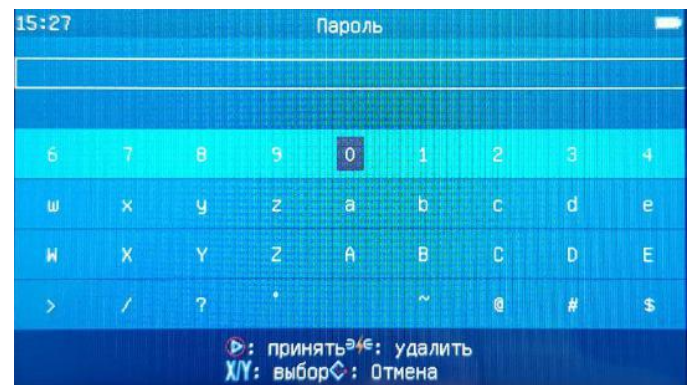 15:27 Пароль
6 7 8 9 0 1 2 3 4
w x y z a b c d e
W X Y Z A B C D E
> / ? ° ~ @ # $
: принять : удалить
X/Y: выбор : Отмена